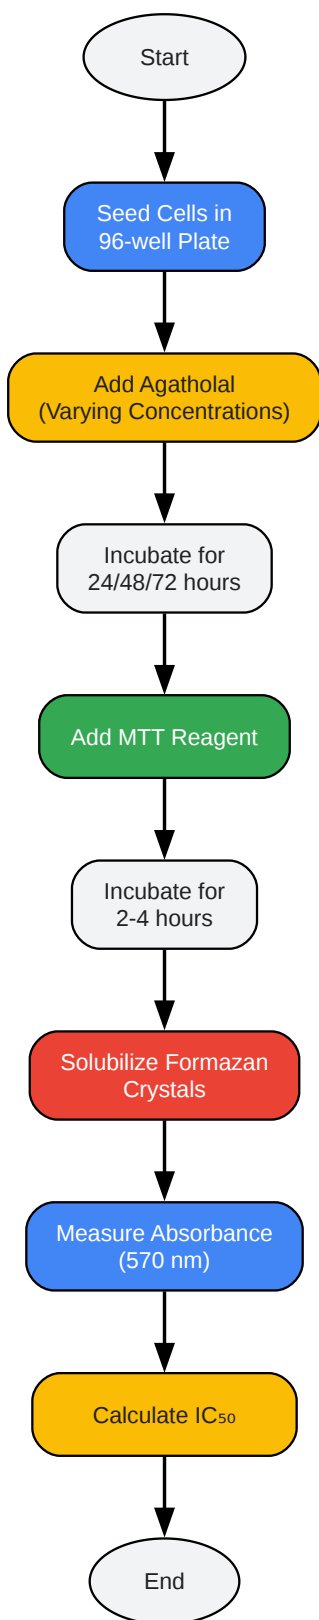 Start
Seed Cells in
96-well Plate
Add Agatholal
(Varying Concentrations)
Incubate for
24/48/72 hours
Add MTT Reagent
Incubate for
2-4 hours
Solubilize Formazan
Crystals
Measure Absorbance
(570 nm)
Calculate IC₅₀
End